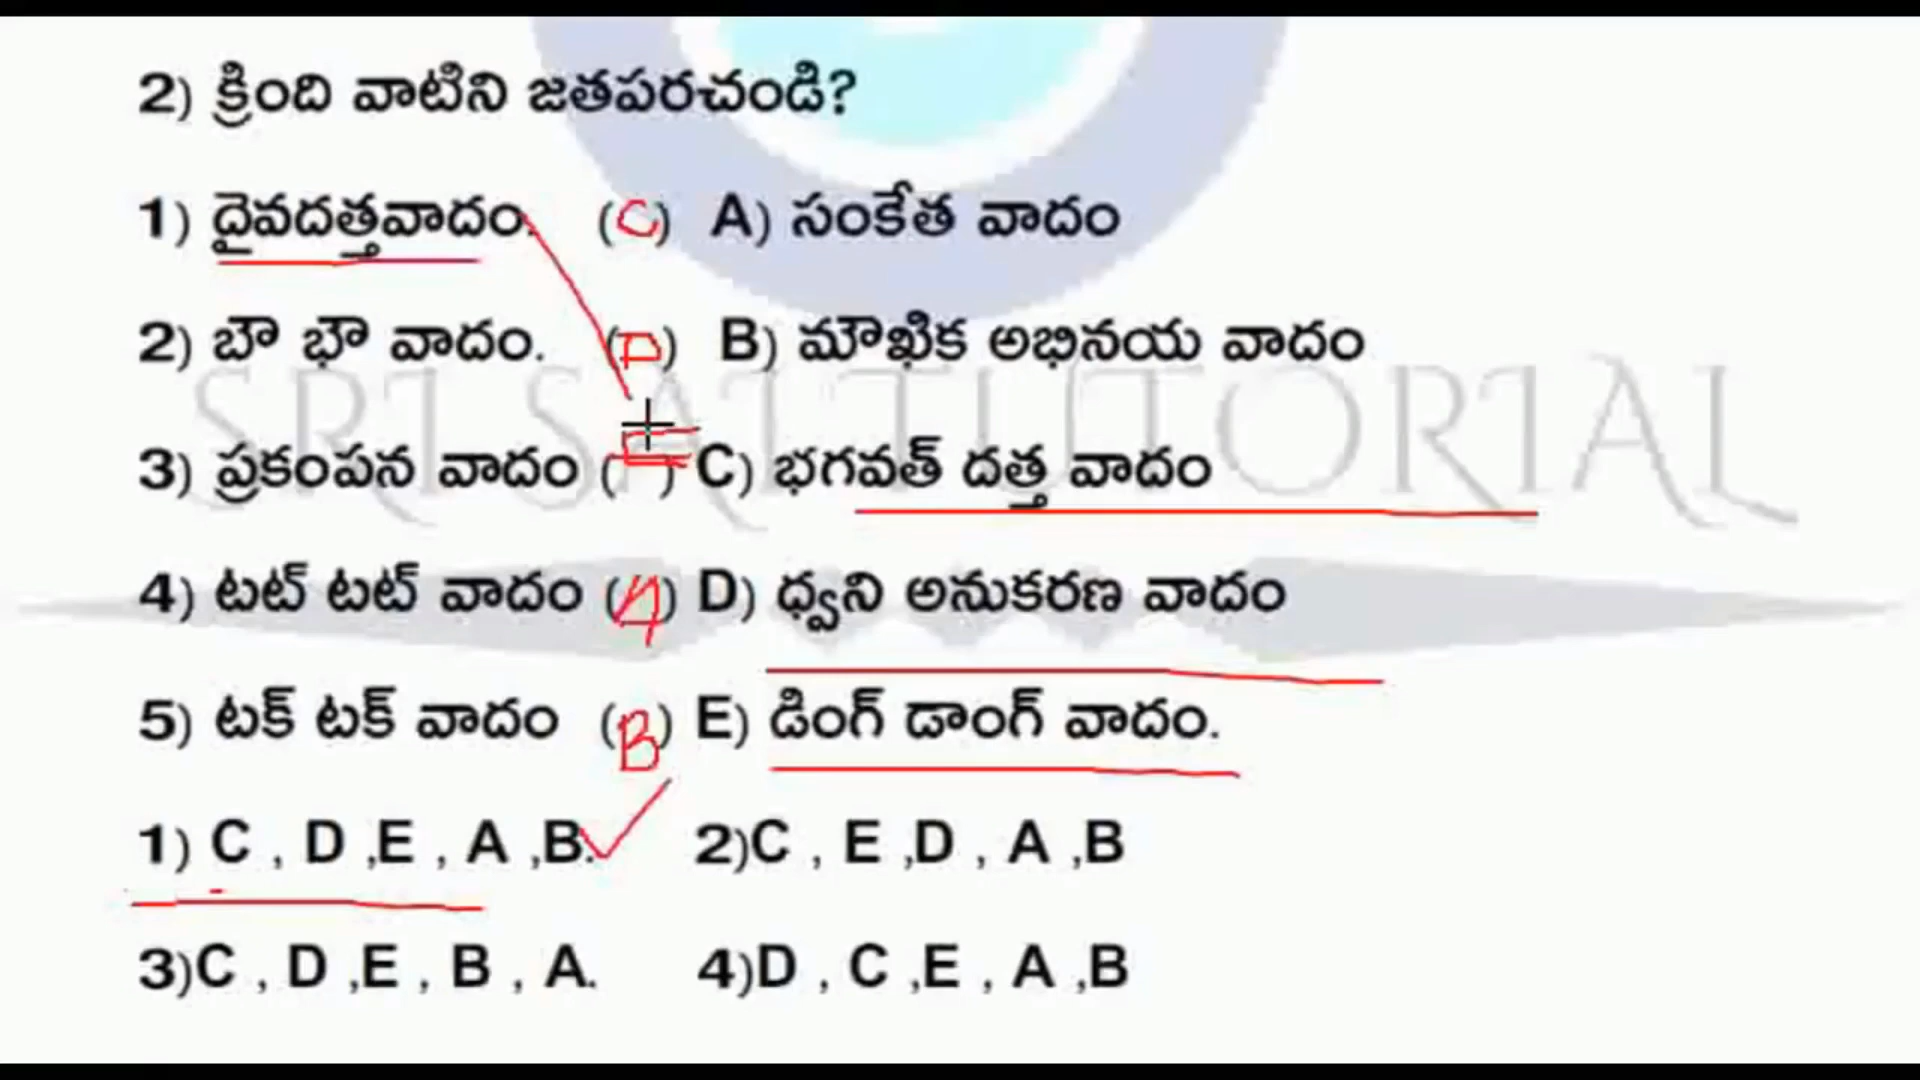 2) క్రింది వాటిని జతపరచండి?
1) దైవదత్తవాదం. (C) A) సంకేత వాదం
2) బౌ భౌ వాదం. (D) B) మౌఖిక అభినయ వాదం
SRI SAI TUTORIAL
3) ప్రకంపన వాదం (E) C) భగవత్ దత్త వాదం
4) టట్ టట్ వాదం (A) D) ధ్వని అనుకరణ వాదం
5) టక్ టక్ వాదం (B) E) డింగ్ డాంగ్ వాదం.
1) C , D ,E , A ,B. 2)C , E ,D , A ,B
3)C , D ,E , B , A. 4)D , C ,E , A ,B